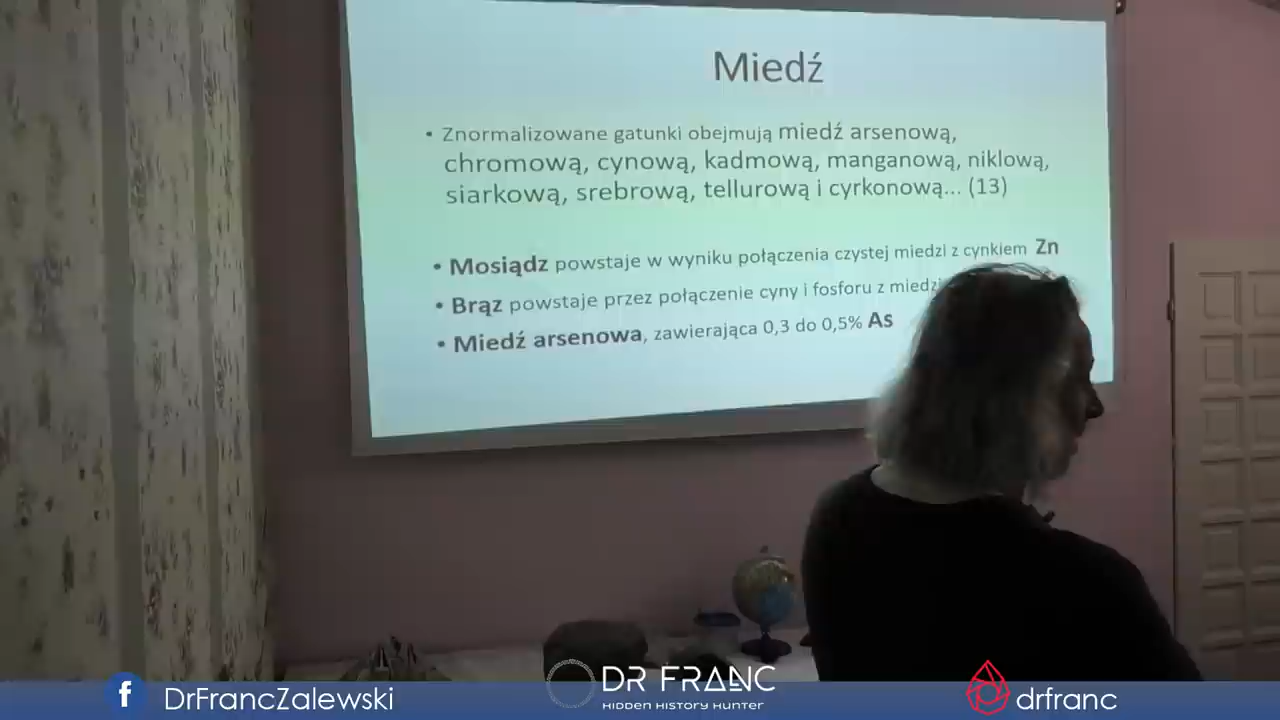 Miedź
• Znormalizowane gatunki obejmują miedź arsenową,
chromową, cynową, kadmową, manganową, niklową,
siarkową, srebrową, tellurową i cyrkonową... (13)
• Mosiądz powstaje w wyniku połączenia czystej miedzi z cynkiem Zn
• Brąz powstaje przez połączenie cyny i fosforu z miedzi
• Miedź arsenowa, zawierająca 0,3 do 0,5% As
f DrFrancZalewski
DR FRANC
HIDDEN HISTORY HUNTER
drfranc